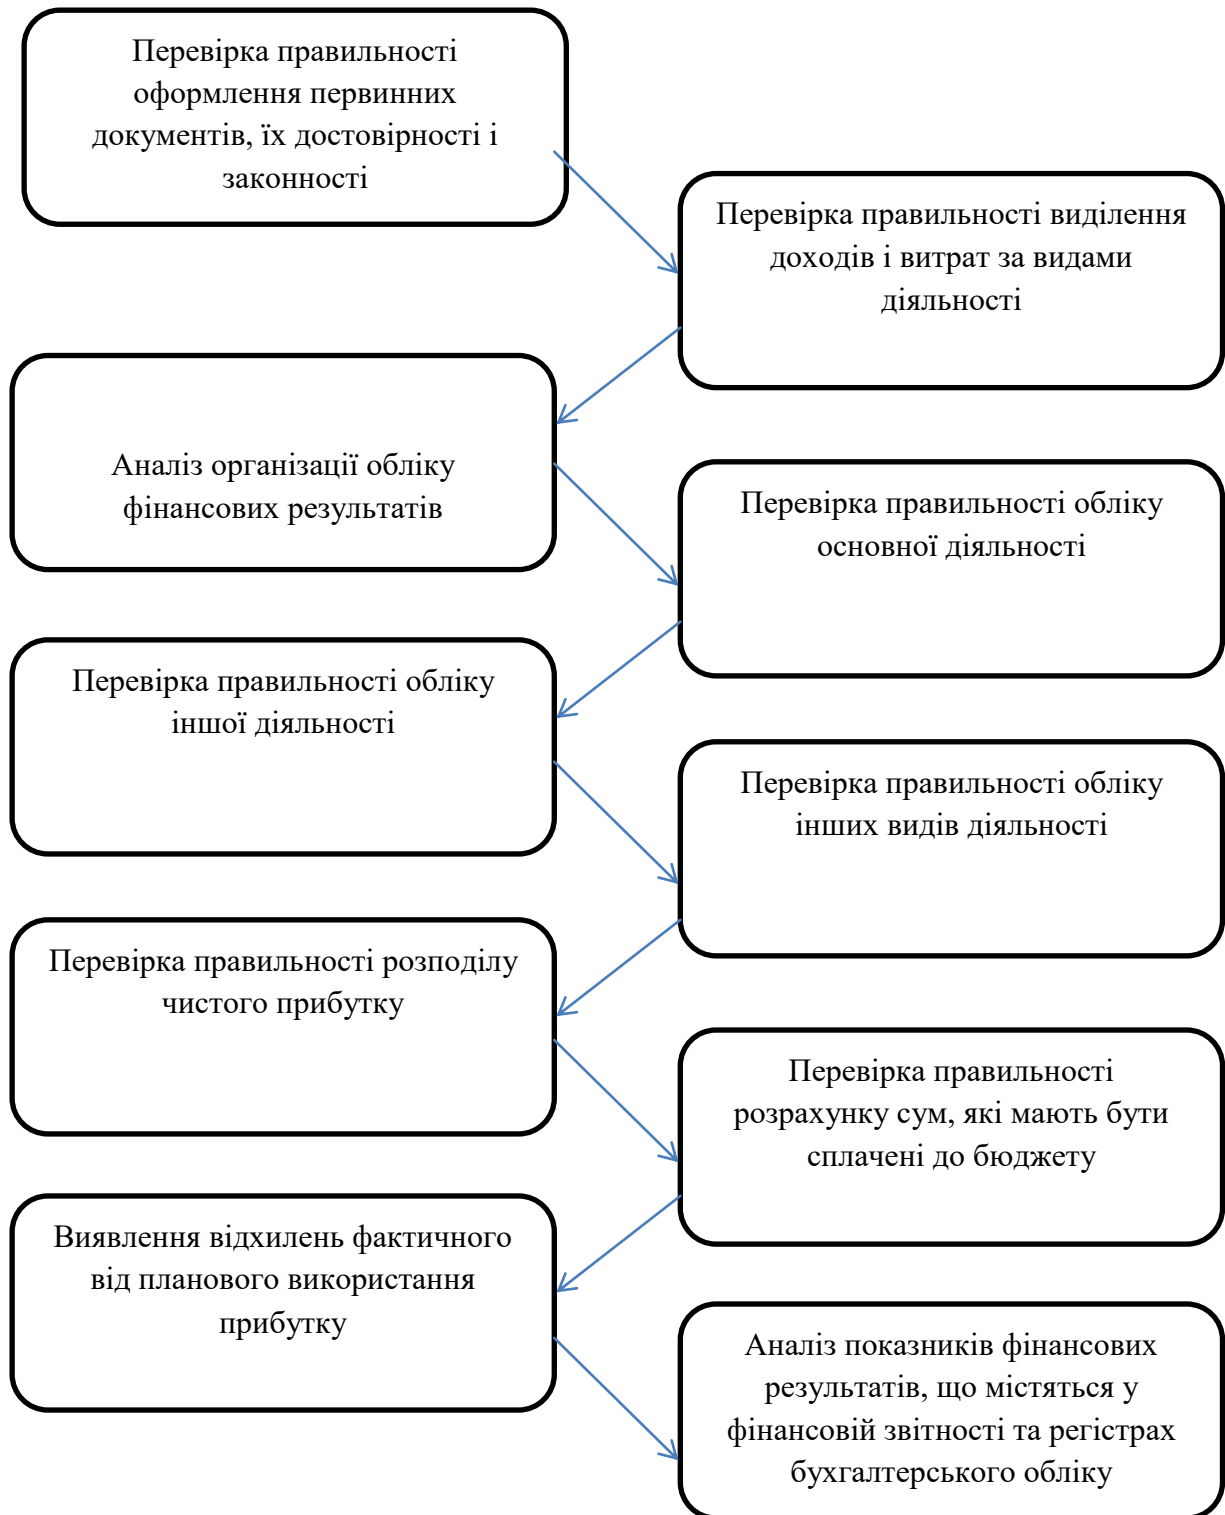 Перевірка правильності
оформлення первинних
документів, їх достовірності і
законності
Перевірка правильності виділення
доходів і витрат за видами
діяльності
Аналіз організації обліку
фінансових результатів
Перевірка правильності обліку
основної діяльності
Перевірка правильності обліку
іншої діяльності
Перевірка правильності обліку
інших видів діяльності
Перевірка правильності розподілу
чистого прибутку
Перевірка правильності
розрахунку сум, які мають бути
сплачені до бюджету
Виявлення відхилень фактичного
від планового використання
прибутку
Аналіз показників фінансових
результатів, що містяться у
фінансовій звітності та регістрах
бухгалтерського обліку